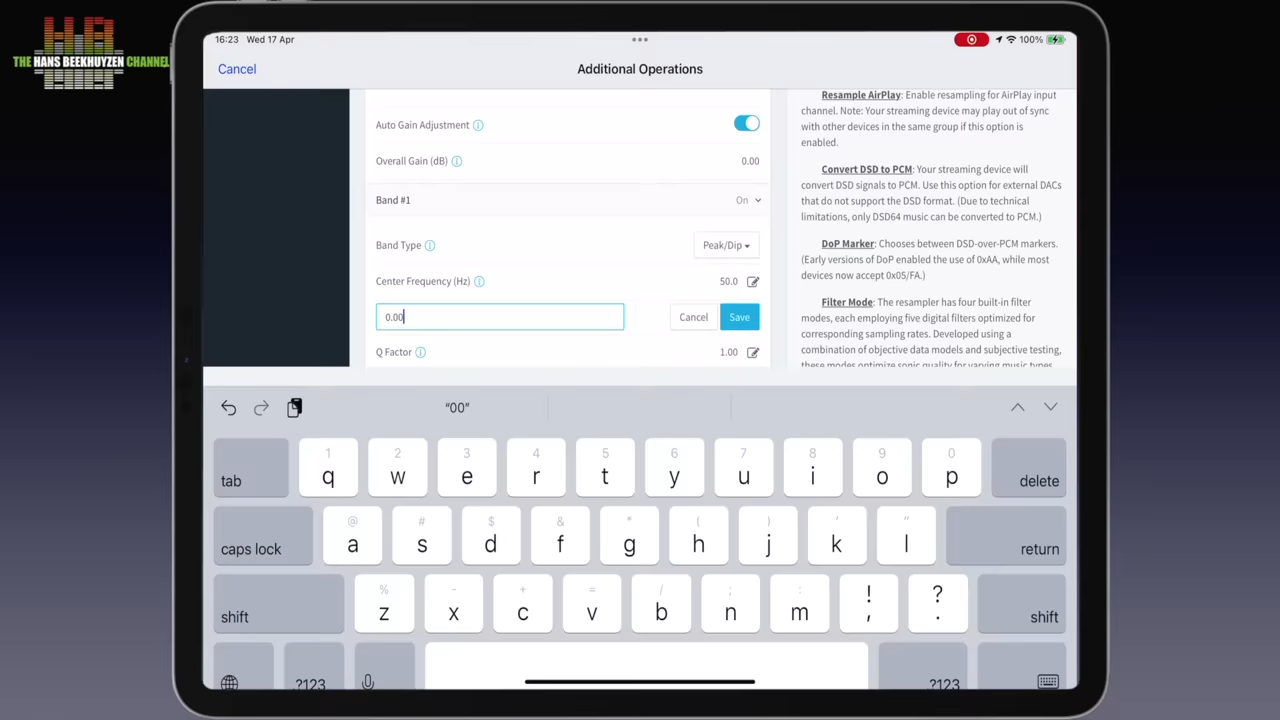 THE HANS BEEKHUYZEN CHANNEL
16:23 Wed 17 Apr
100%
Cancel
Additional Operations
Auto Gain Adjustment
Overall Gain (dB)
0.00
Band #1
On
Band Type
Peak/Dip
Center Frequency (Hz)
50.0
0.00
Cancel
Save
Q Factor
1.00
Resample AirPlay: Enable resampling for AirPlay input
channel. Note: Your streaming device may play out of sync
with other devices in the same group if this option is
enabled.
Convert DSD to PCM: Your streaming device will
convert DSD signals to PCM. Use this option for external DACs
that do not support the DSD format. (Due to technical
limitations, only DSD64 music can be converted to PCM.)
DoP Marker: Chooses between DSD-over-PCM markers.
(Early versions of DoP enabled the use of 0xAA, while most
devices now accept 0x05/FA.)
Filter Mode: The resampler has four built-in filter
modes, each employing five digital filters optimized for
corresponding sampling rates. Developed using a
combination of objective data models and subjective testing,
these modes optimize sonic quality for varying music types
“00”
tab
1 2 3 4 5 6 7 8 9 0
q w e r t y u i o p
delete
caps lock
@ # $ & * ( ) ' "
a s d f g h j k l
return
shift
% - + = / ; :
z x c v b n m ! , ? .
shift
.?123
.?123